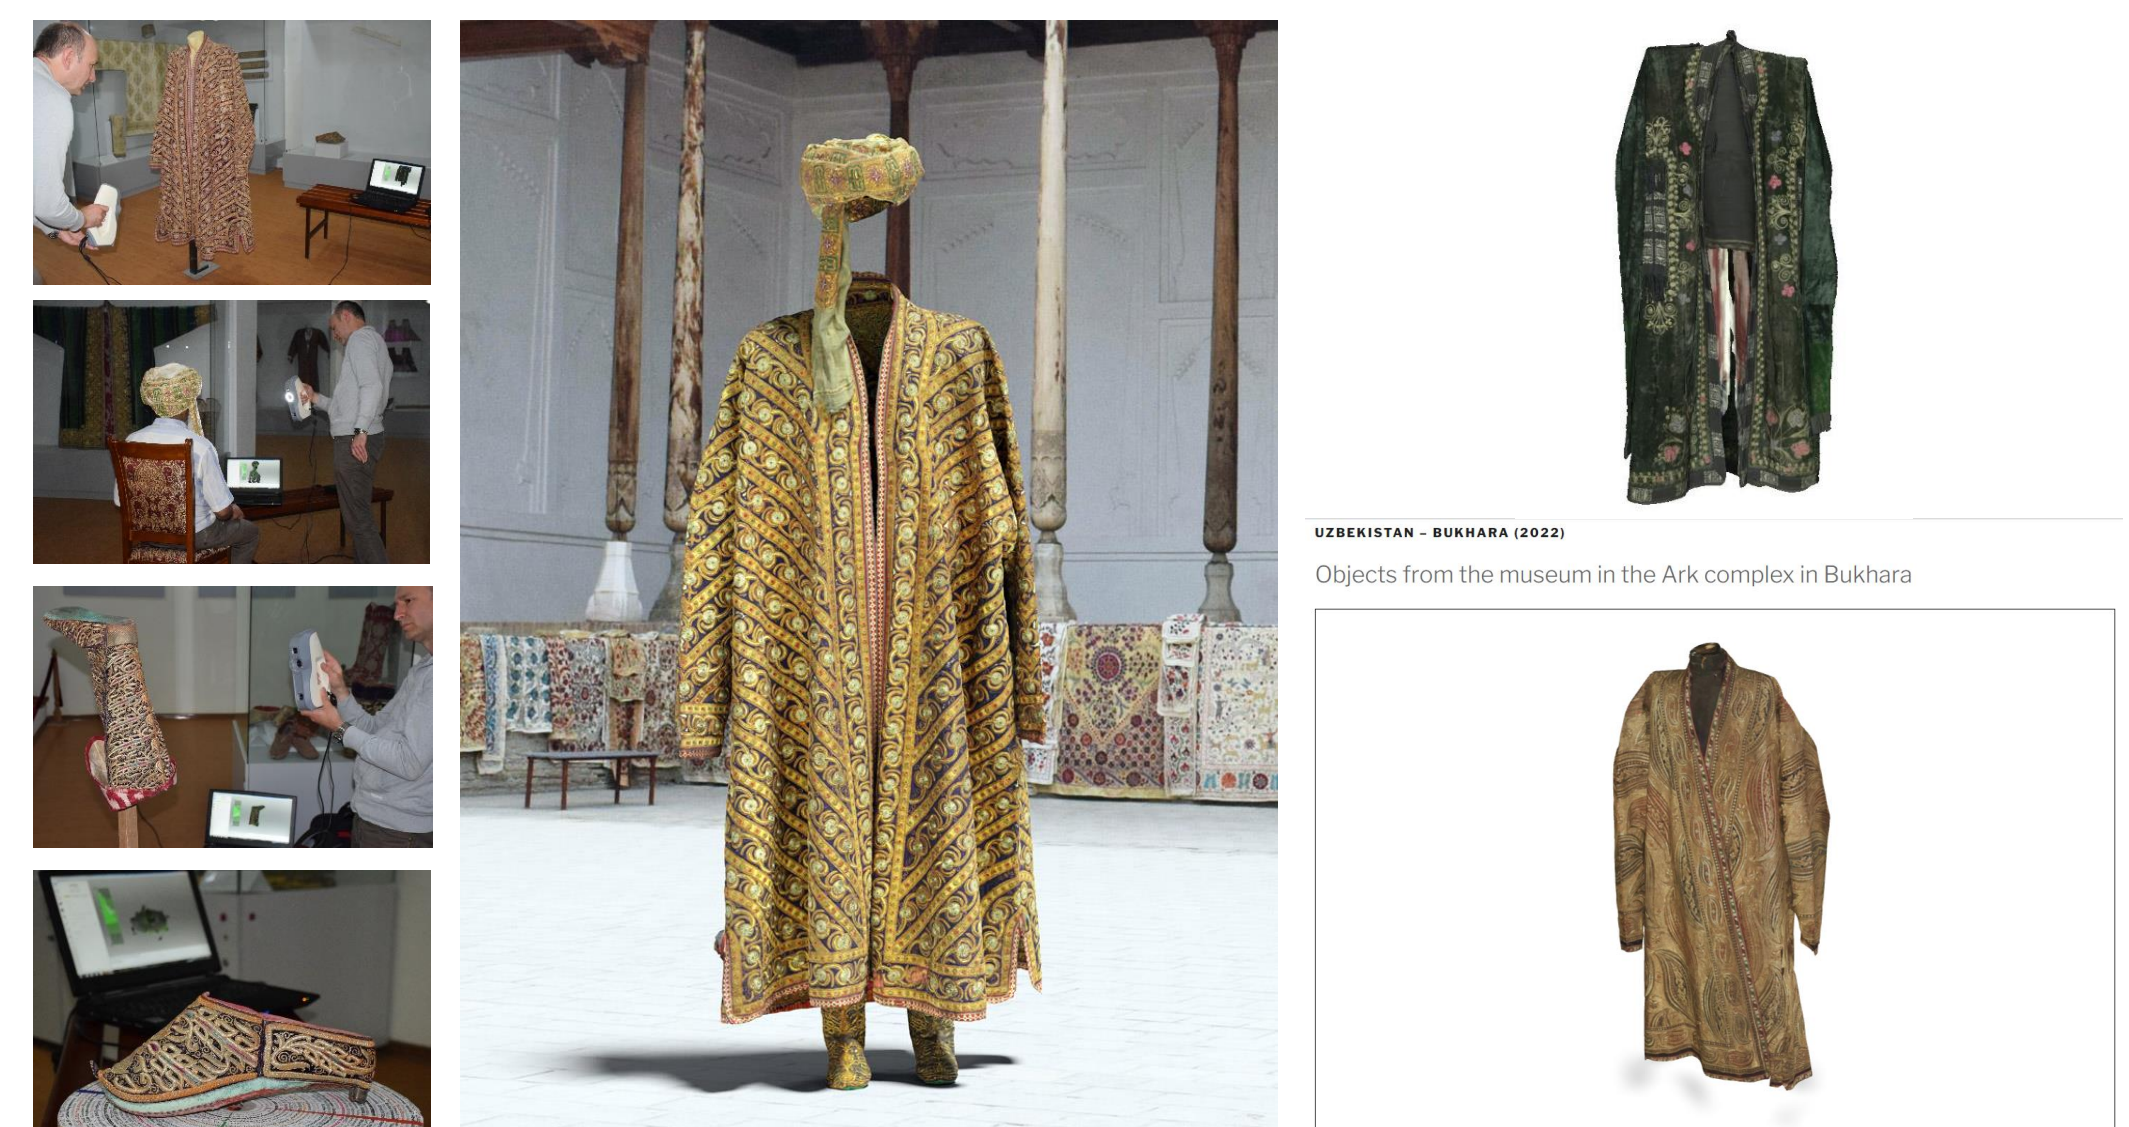 UZBEKISTAN – BUKHARA (2022)
Objects from the museum in the Ark complex in Bukhara